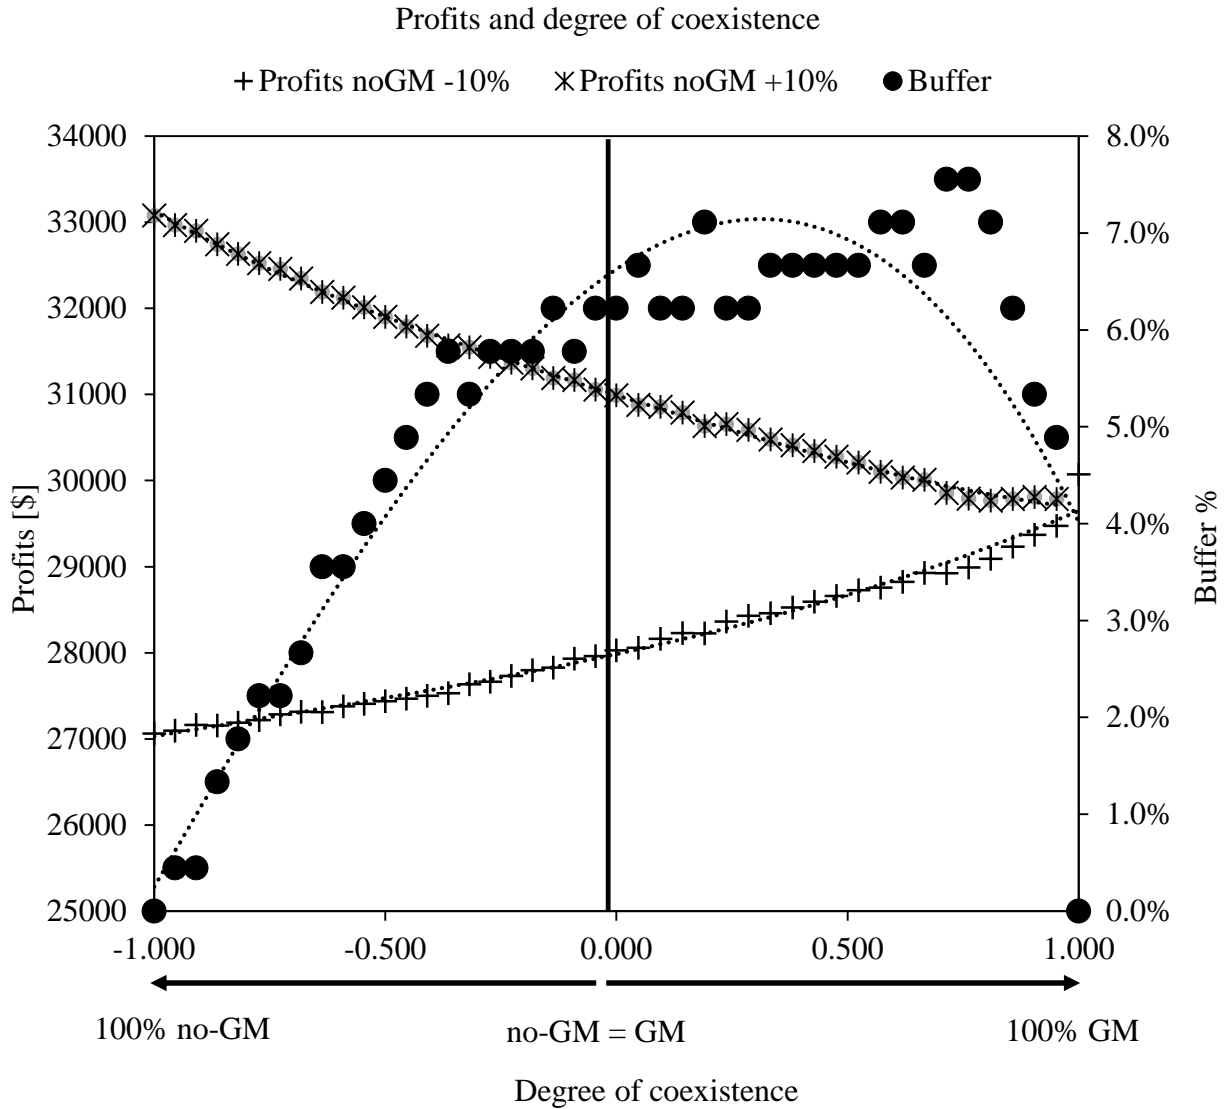 Profits and degree of coexistence
Profits noGM -10% Profits noGM +10% Buffer
34000 8.0%
33000 7.0%
32000 6.0%
31000 5.0%
30000 4.0%
29000 3.0%
28000 2.0%
27000 1.0%
26000 0.0%
25000
Profits [$]
Buffer %
-1.000 -0.500 0.000 0.500 1.000
100% no-GM no-GM = GM 100% GM
Degree of coexistence